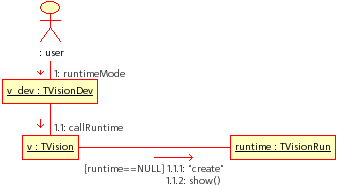 : user
1: runtimeMode
v_dev : TVisionDev
1.1: callRuntime
v : TVision
runtime : TVisionRun
[runtime==NULL] 1.1.1: "create"
1.1.2: show()